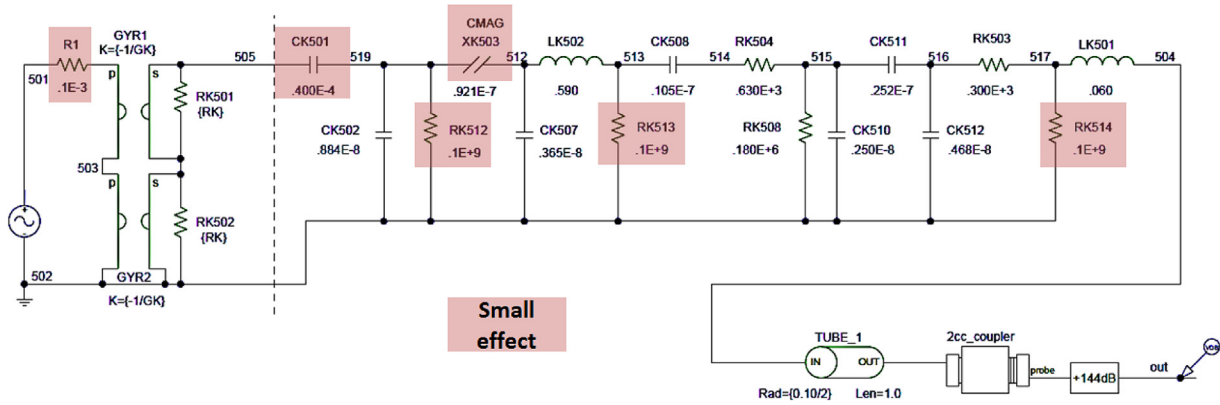 GYR1
K={-1/GK}
R1
.1E-3
501
p
s
RK501
{RK}
503
p
s
RK502
{RK}
502
GYR2
K={-1/GK}
505
CK501
.400E-4
519
CK502
.884E-8
RK512
.1E+9
CMAG
XK503
.921E-7
512
CK507
.365E-8
LK502
.590
513
RK513
.1E+9
CK508
.105E-7
514
RK504
.630E+3
515
RK508
.180E+6
CK511
.252E-7
CK510
.250E-8
516
CK512
.468E-8
RK503
.300E+3
517
RK514
.1E+9
LK501
.060
504
Small
effect
TUBE_1
IN
OUT
Rad={0.10/2}
Len=1.0
2cc_coupler
probe
+144dB
out
VDB